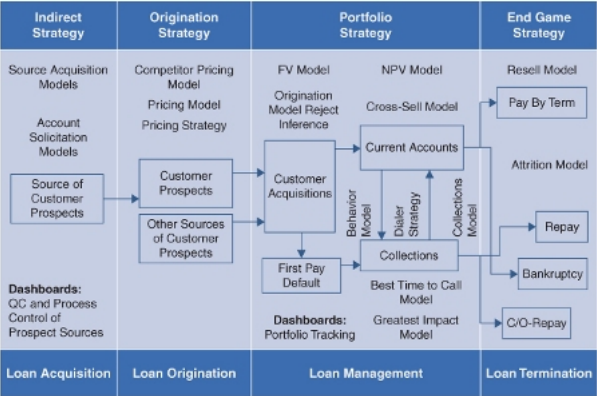 Indirect
Strategy
Origination
Strategy
Portfolio
Strategy
End Game
Strategy
Source Acquisition
Models
Account
Solicitation
Models
Source of
Customer
Prospects
Dashboards:
QC and Process
Control of
Prospect Sources
Competitor Pricing
Model
Pricing Model
Pricing Strategy
Customer
Prospects
Other Sources
of Customer
Prospects
FV Model
Origination
Model Reject
Inference
Customer
Acquisitions
First Pay
Default
Dashboards:
Portfolio Tracking
NPV Model
Cross-Sell Model
Current Accounts
Behavior
Model
Dialer
Strategy
Collections
Model
Collections
Best Time to Call
Model
Greatest Impact
Model
Resell Model
Pay By Term
Attrition Model
Repay
Bankruptcy
C/O-Repay
Loan Acquisition
Loan Origination
Loan Management
Loan Termination